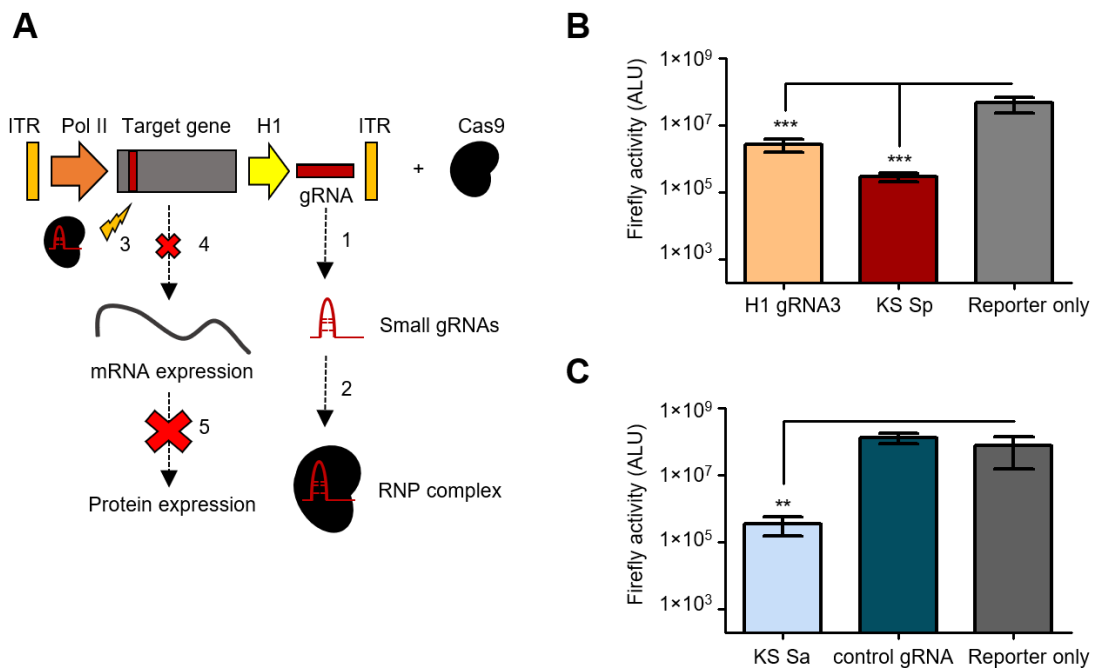 A
ITR Pol II Target gene H1 ITR Cas9
+
gRNA
3 4 1
Small gRNAs
mRNA expression
2
5
Protein expression
RNP complex
B
Firefly activity (ALU)
1×10⁹
1×10⁷
1×10⁵
1×10³
***
***
H1 gRNA3 KS Sp Reporter only
C
Firefly activity (ALU)
1×10⁹
1×10⁷
1×10⁵
1×10³
**
KS Sa control gRNA Reporter only